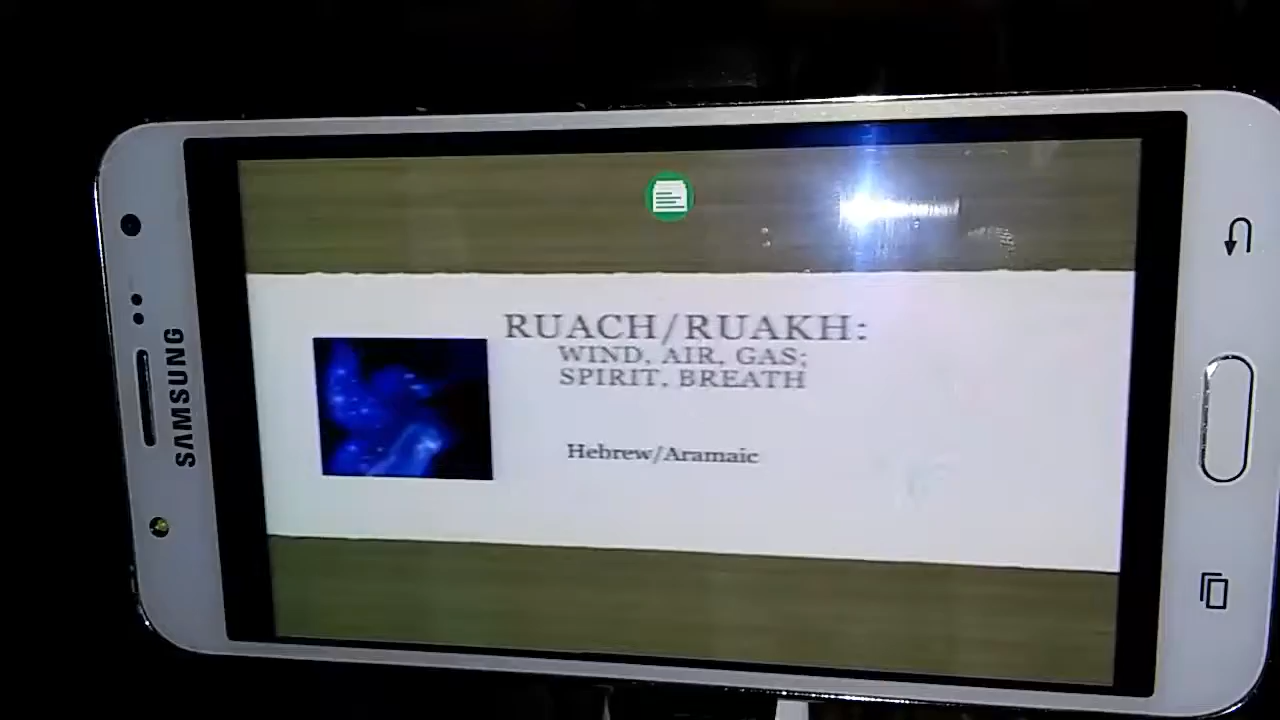 SAMSUNG
RUACH/RUAKH:
WIND, AIR, GAS;
SPIRIT, BREATH
Hebrew/Aramaic